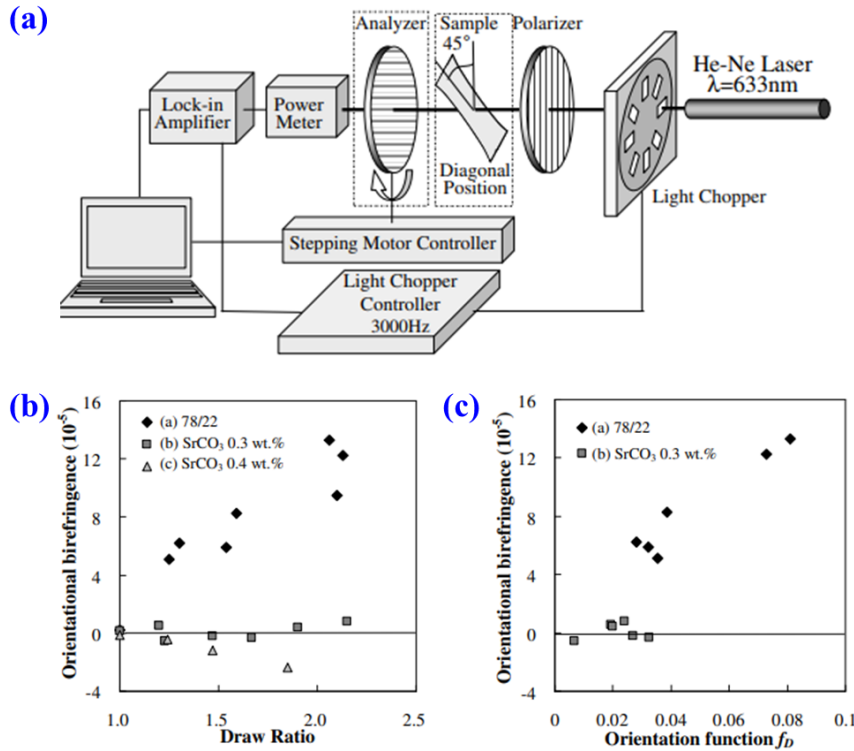 (a)
Analyzer
Sample
Polarizer
45°
He-Ne Laser
λ=633nm
Lock-in
Amplifier
Power
Meter
Diagonal
Position
Light Chopper
Stepping Motor Controller
Light Chopper
Controller
3000Hz
(b)
Orientational birefringence (10⁻⁵)
16
12
8
4
0
-4
(a) 78/22
(b) SrCO₃ 0.3 wt.%
(c) SrCO₃ 0.4 wt.%
1.0
1.5
2.0
2.5
Draw Ratio
(c)
Orientational birefringence (10⁻⁵)
16
12
8
4
0
-4
(a) 78/22
(b) SrCO₃ 0.3 wt.%
0
0.02
0.04
0.06
0.08
0.1
Orientation function f_D